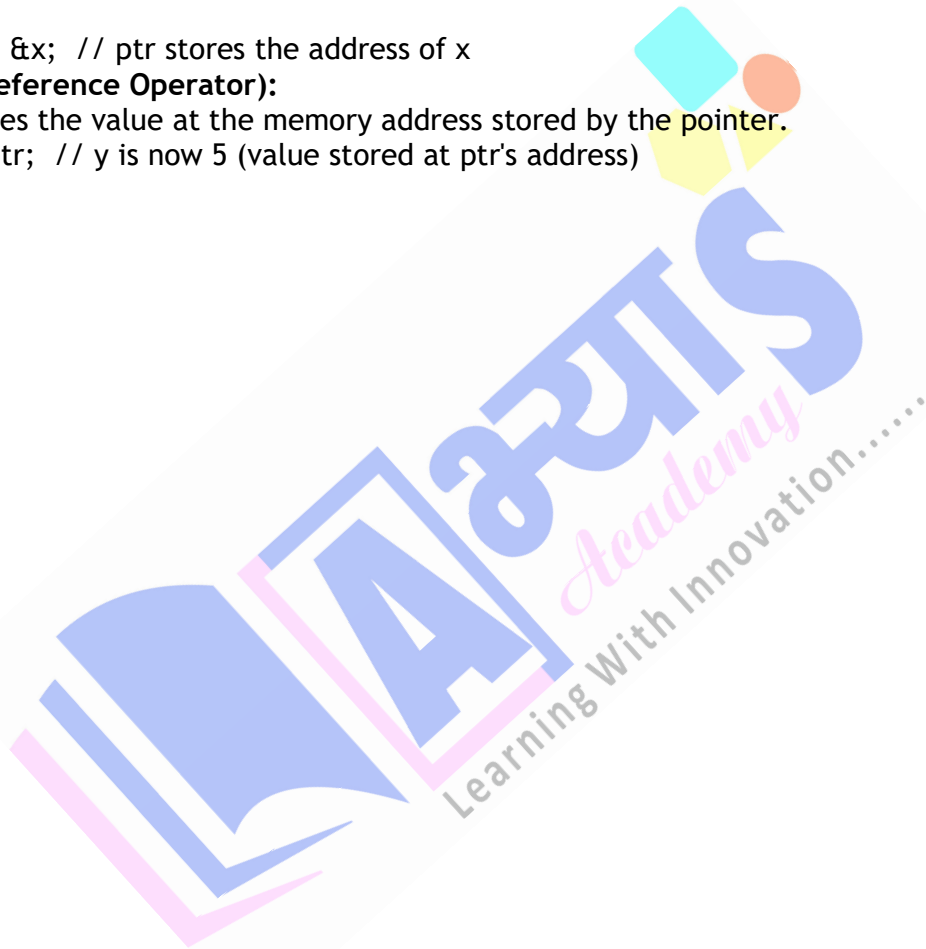 &x; // ptr stores the address of x
eference Operator):
es the value at the memory address stored by the pointer.
tr; // y is now 5 (value stored at ptr's address)
Aभ्यास
Academy
Learning With Innovation......